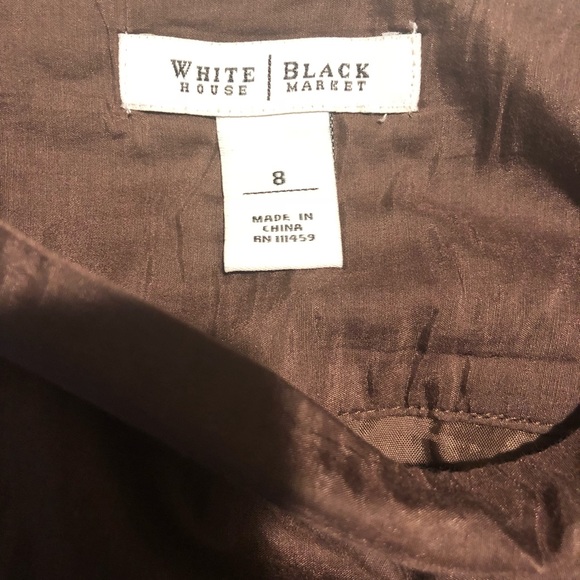 WHITE | BLACK
HOUSE | MARKET
8
MADE IN
CHINA
RN 111459